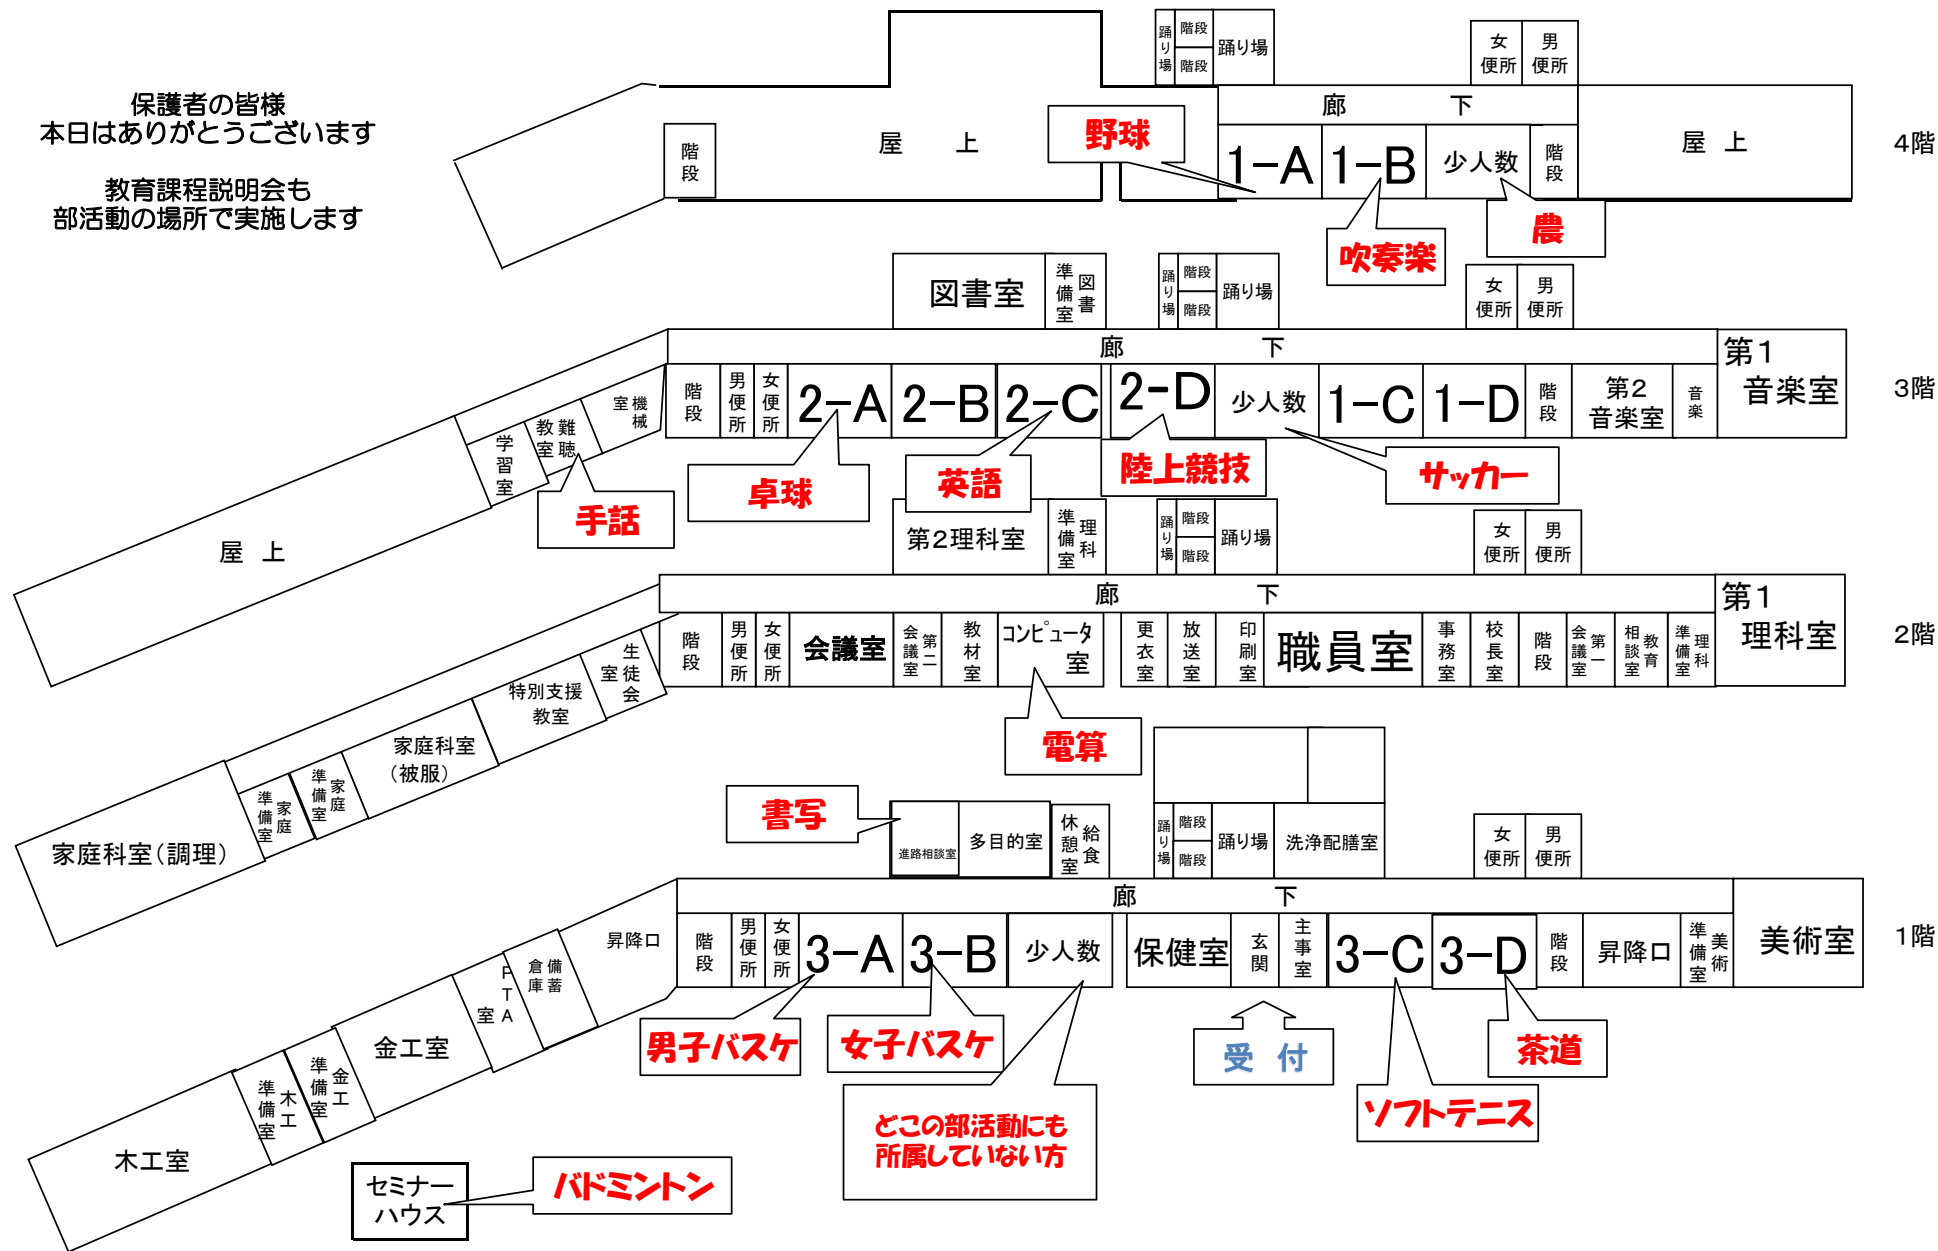 保護者の皆様
本日はありがとうございます
教育課程説明会も
部活動の場所で実施します
踊り場
階段
階段
踊り場
女
便所
男
便所
廊 下
階段
屋 上
野球
1-A
1-B
少人数
階段
屋 上
4階
吹奏楽
農
図書室
図書
準備室
踊り場
階段
階段
踊り場
女
便所
男
便所
廊 下
第1
音楽室
屋 上
学習室
難聴
教室
機械
室
階段
男便所
女便所
2-A
2-B
2-C
2-D
少人数
1-C
1-D
階段
第2
音楽室
音楽
3階
手話
卓球
英語
陸上競技
サッカー
第2理科室
理科
準備室
踊り場
階段
階段
踊り場
女
便所
男
便所
廊 下
第1
理科室
家庭科室(調理)
家庭
準備室
家庭
準備室
家庭科室
(被服)
特別支援
教室
生徒会
室
階段
男便所
女便所
会議室
第二
会議室
教材室
コンピュータ
室
更衣室
放送室
印刷室
職員室
事務室
校長室
階段
第一
会議室
教育
相談室
理科
準備室
2階
電算
書写
進路相談室
多目的室
給食
休憩室
踊り場
階段
階段
踊り場
洗浄配膳室
女
便所
男
便所
廊 下
木工室
木工
準備室
金工
準備室
金工室
PTA
室
備蓄
倉庫
昇降口
階段
男便所
女便所
3-A
3-B
少人数
保健室
玄関
主事室
3-C
3-D
階段
昇降口
美術
準備室
美術室
1階
男子バスケ
女子バスケ
どこの部活動にも
所属していない方
受 付
ソフトテニス
茶道
セミナー
ハウス
バドミントン